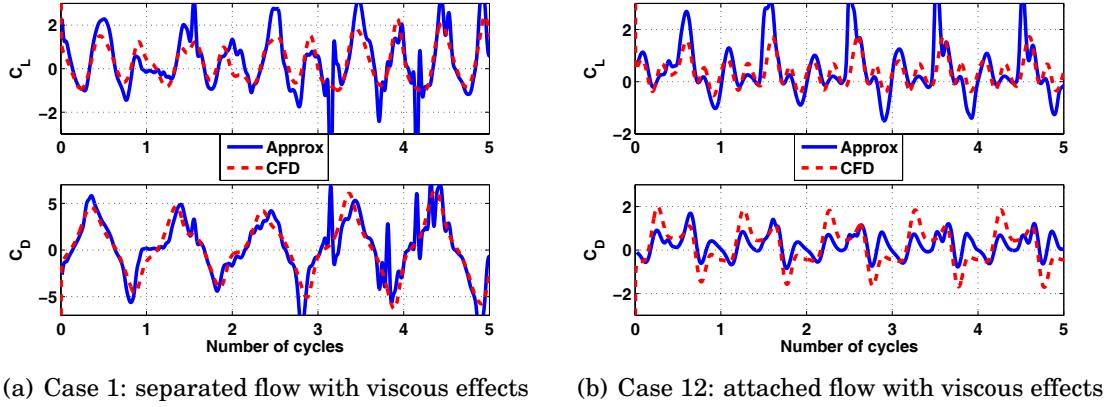 2
0
−2
C_L
0 1 2 3 4 5
Approx
CFD
5
0
−5
C_D
0 1 2 3 4 5
Number of cycles
2
0
−2
C_L
0 1 2 3 4 5
Approx
CFD
2
0
−2
C_D
0 1 2 3 4 5
Number of cycles
(a) Case 1: separated flow with viscous effects
(b) Case 12: attached flow with viscous effects